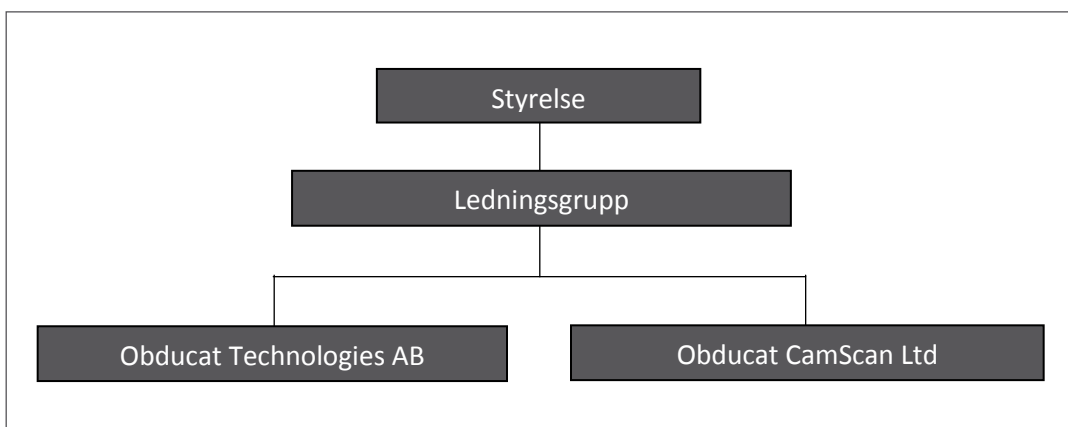 Styrelse
Ledningsgrupp
Obducat Technologies AB
Obducat CamScan Ltd